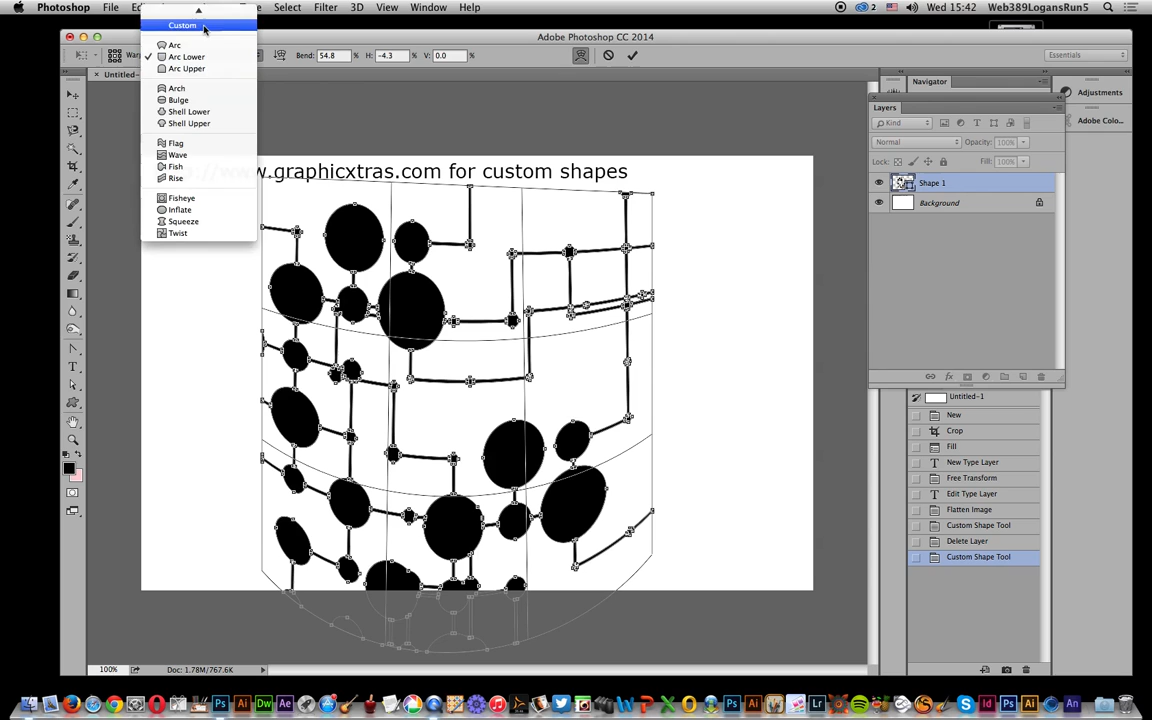 Photoshop File Select Filter 3D View Window Help 2 Wed 15:42 Web389LogansRun5
Adobe Photoshop CC 2014
Bend: 54.8 % H: -4.3 % V: 0.0 % Essentials
Untitled-
Custom
Arc
Arc Lower
Arc Upper
Arch
Bulge
Shell Lower
Shell Upper
Flag
Wave
Fish
Rise
Fisheye
Inflate
Squeeze
Twist
www.graphicxtras.com for custom shapes
Navigator
Adjustments
Adobe Colo...
Layers
Kind
Normal Opacity: 100%
Lock: Fill: 100%
Shape 1
Background
Untitled-1
New
Crop
Fill
New Type Layer
Free Transform
Edit Type Layer
Flatten Image
Custom Shape Tool
Delete Layer
Custom Shape Tool
100% Doc: 1.78M/767.6K